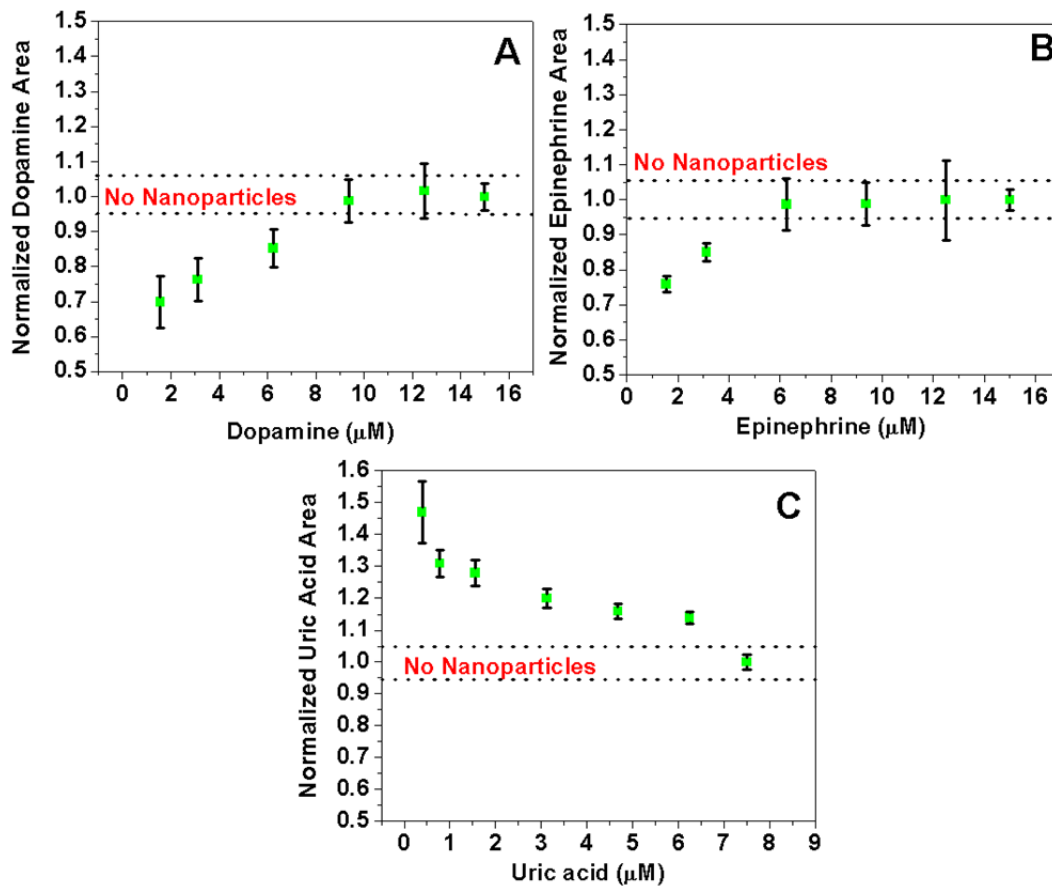 A
Normalized Dopamine Area
1.5
1.4
1.3
1.2
1.1
1.0
0.9
0.8
0.7
0.6
0.5
No Nanoparticles
0 2 4 6 8 10 12 14 16
Dopamine (μM)
B
Normalized Epinephrine Area
1.5
1.4
1.3
1.2
1.1
1.0
0.9
0.8
0.7
0.6
0.5
No Nanoparticles
0 2 4 6 8 10 12 14 16
Epinephrine (μM)
C
Normalized Uric Acid Area
1.6
1.5
1.4
1.3
1.2
1.1
1.0
0.9
0.8
0.7
0.6
0.5
No Nanoparticles
0 1 2 3 4 5 6 7 8 9
Uric acid (μM)